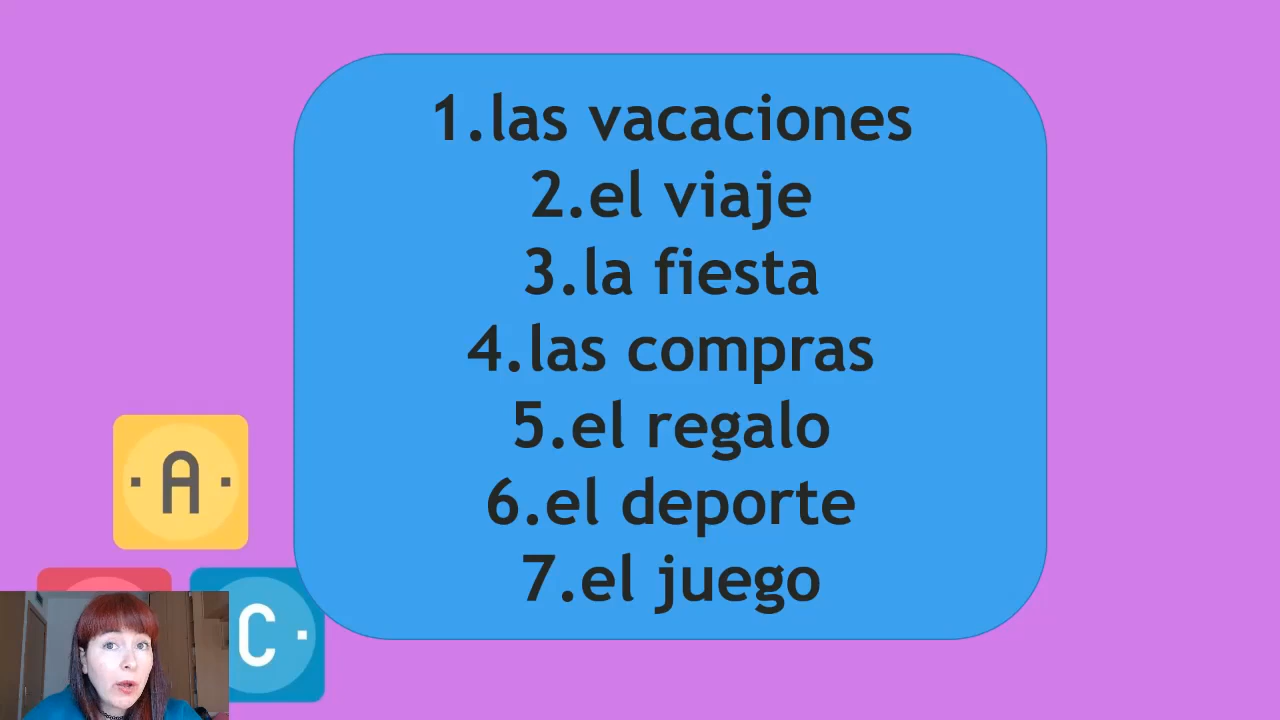 1.las vacaciones
2.el viaje
3.la fiesta
4.las compras
5.el regalo
6.el deporte
7.el juego
·A·
C·